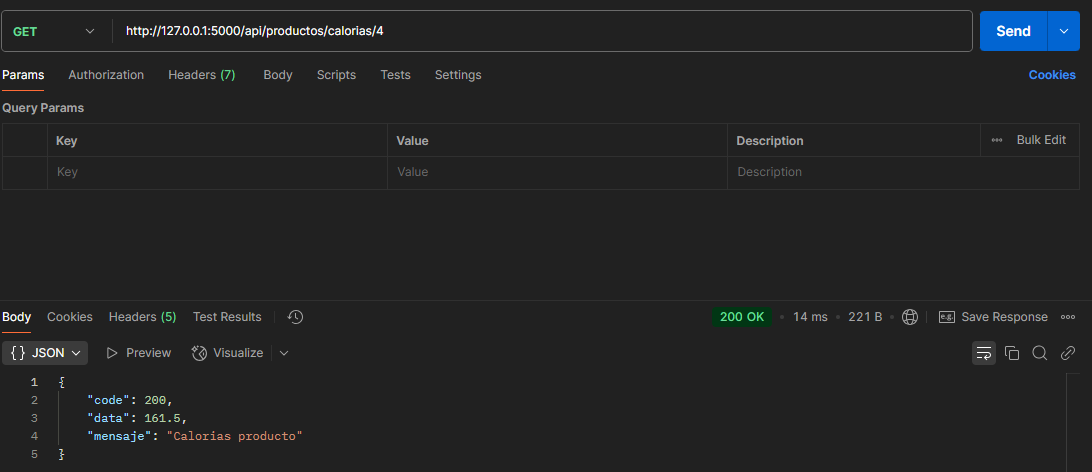 GET http://127.0.0.1:5000/api/productos/calorias/4 Send
Params Authorization Headers (7) Body Scripts Tests Settings Cookies
Query Params
Key Value Description Bulk Edit
Key Value Description
Body Cookies Headers (5) Test Results 200 OK 14 ms 221 B e.g. Save Response
{} JSON Preview Visualize
1 {
2 "code": 200,
3 "data": 161.5,
4 "mensaje": "Calorias producto"
5 }